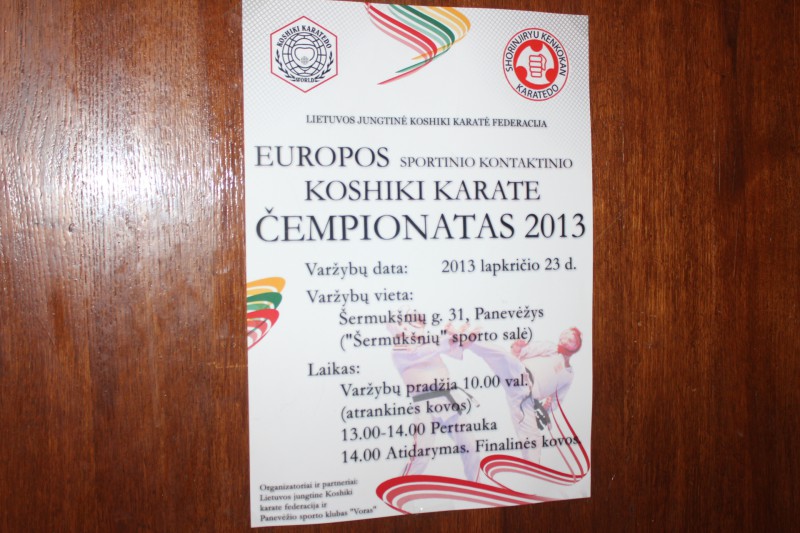 KOSHIKI KARATEDO
WORLD
SHORINJIRYU KENKOKAN
KARATEDO
LIETUVOS JUNGTINĖ KOSHIKI KARATĖ FEDERACIJA
EUROPOS SPORTINIO KONTAKTINIO
KOSHIKI KARATE
ČEMPIONATAS 2013
Varžybų data: 2013 lapkričio 23 d.
Varžybų vieta:
Šermukšnių g. 31, Panevėžys
("Šermukšnių" sporto salė)
Laikas:
Varžybų pradžia 10.00 val.
(atrankinės kovos)
13.00-14.00 Pertrauka
14.00 Atidarymas. Finalinės kovos.
Organizatoriai ir partneriai:
Lietuvos jungtinė Koshiki
karate federacija ir
Panevėžio sporto klubas "Voras"